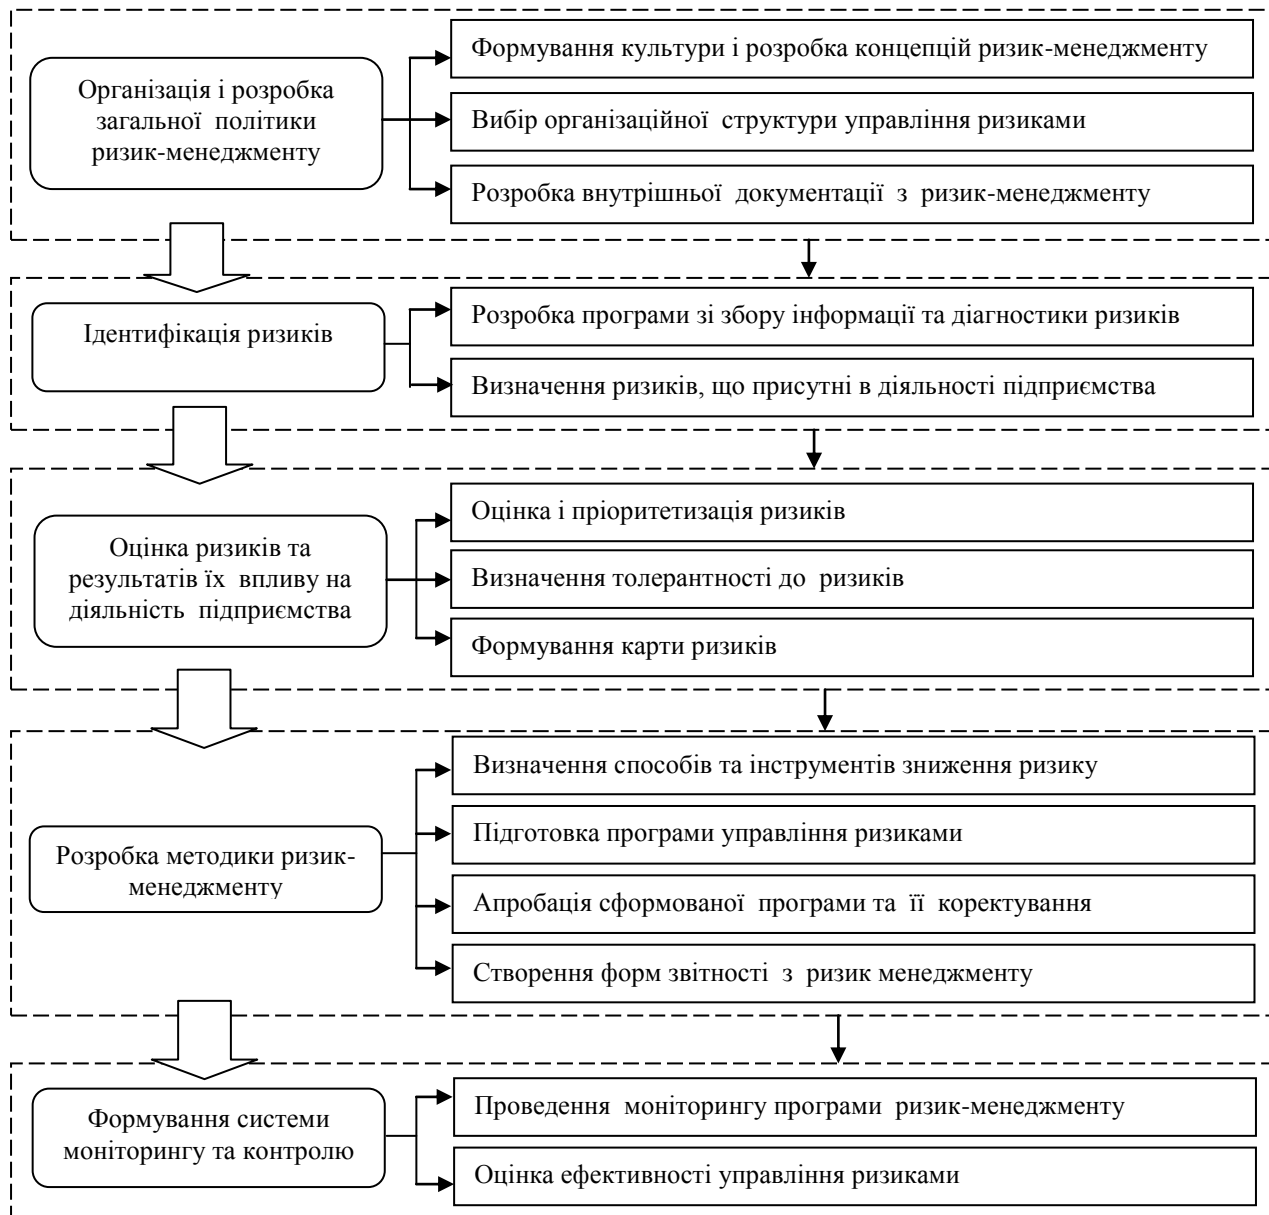 Організація і розробка
загальної політики
ризик-менеджменту
Формування культури і розробка концепцій ризик-менеджменту
Вибір організаційної структури управління ризиками
Розробка внутрішньої документації з ризик-менеджменту
Ідентифікація ризиків
Розробка програми зі збору інформації та діагностики ризиків
Визначення ризиків, що присутні в діяльності підприємства
Оцінка ризиків та
результатів їх впливу на
діяльність підприємства
Оцінка і пріоритетизація ризиків
Визначення толерантності до ризиків
Формування карти ризиків
Розробка методики ризик-
менеджменту
Визначення способів та інструментів зниження ризику
Підготовка програми управління ризиками
Апробація сформованої програми та її коректування
Створення форм звітності з ризик менеджменту
Формування системи
моніторингу та контролю
Проведення моніторингу програми ризик-менеджменту
Оцінка ефективності управління ризиками